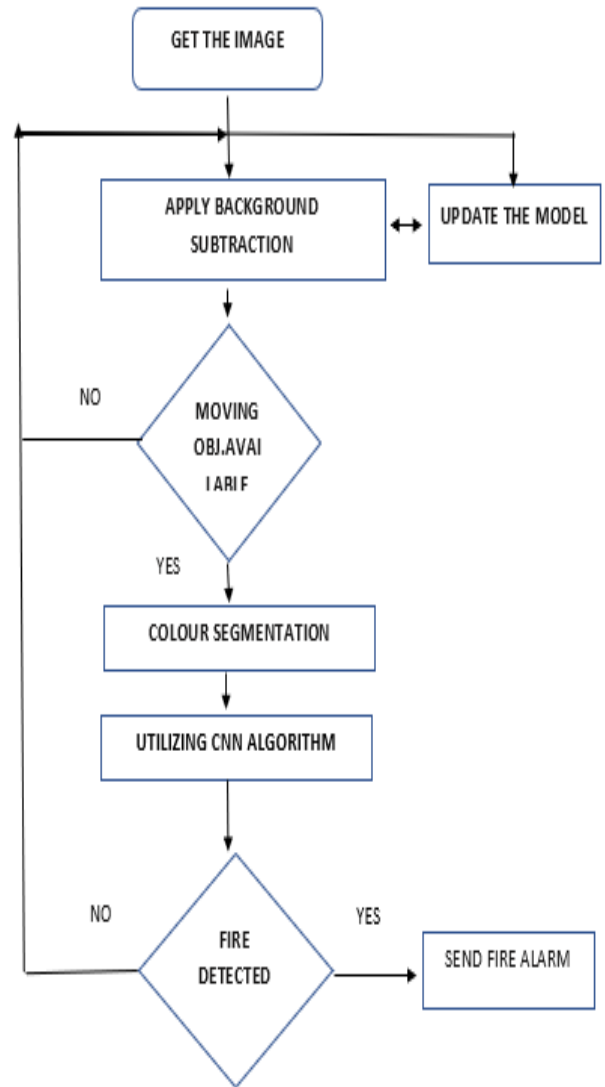 GET THE IMAGE
APPLY BACKGROUND
SUBTRACTION
UPDATE THE MODEL
NO
MOVING
OBJ.AVAI
LABLE
YES
COLOUR SEGMENTATION
UTILIZING CNN ALGORITHM
NO
FIRE
DETECTED
YES
SEND FIRE ALARM